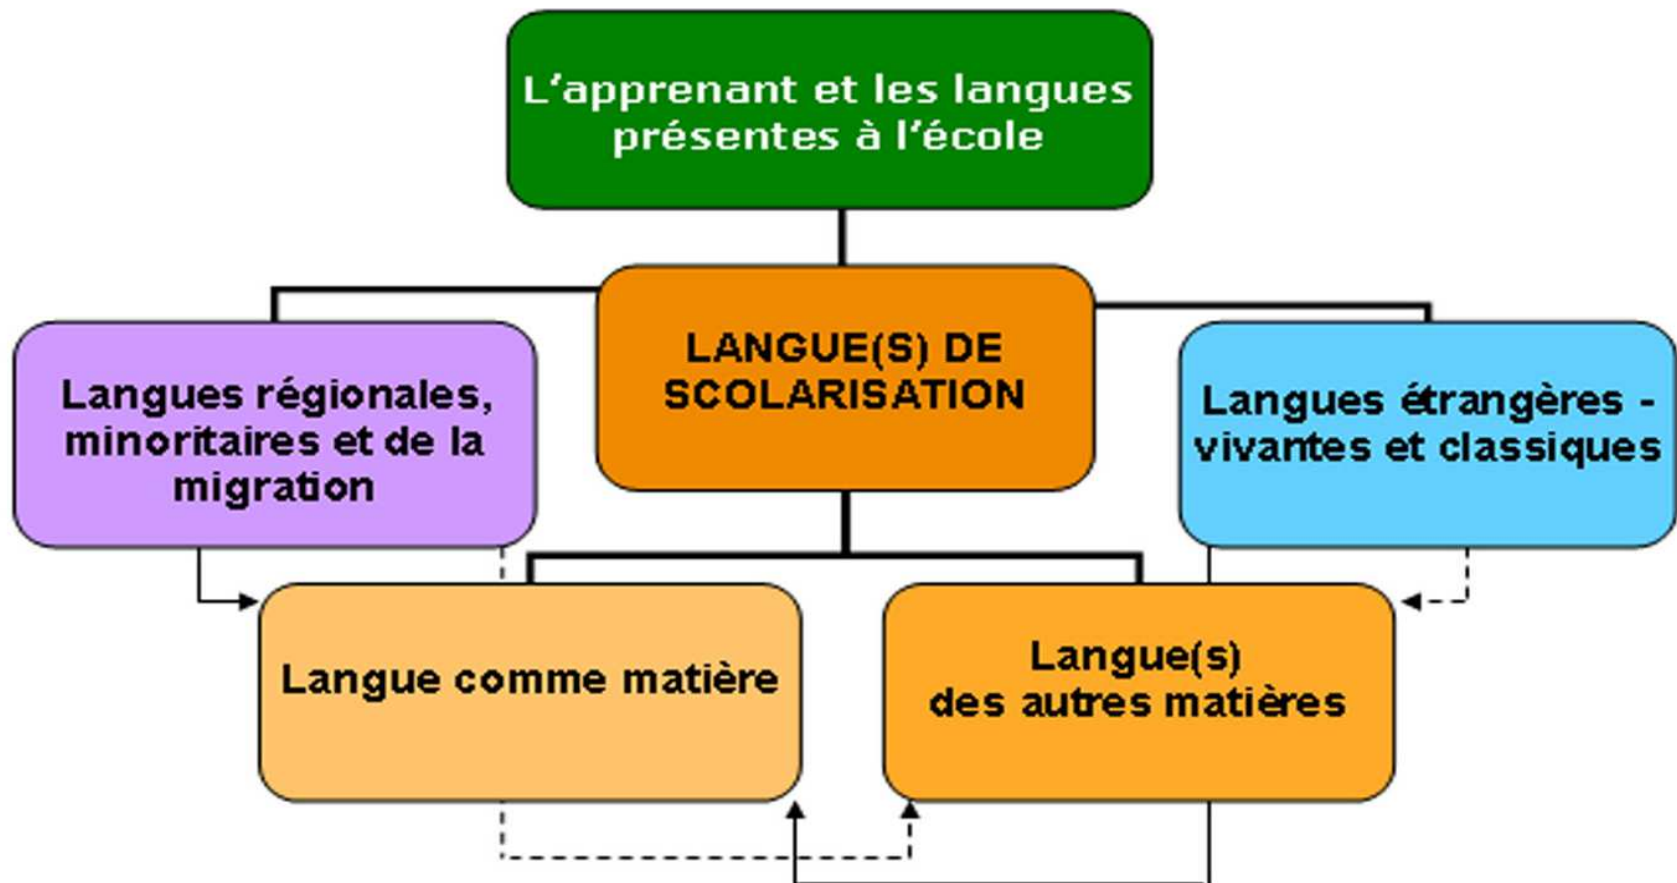 L'apprenant et les langues
présentes à l'école
LANGUE(S) DE
SCOLARISATION
Langues régionales,
minoritaires et de la
migration
Langues étrangères -
vivantes et classiques
Langue comme matière
Langue(s)
des autres matières